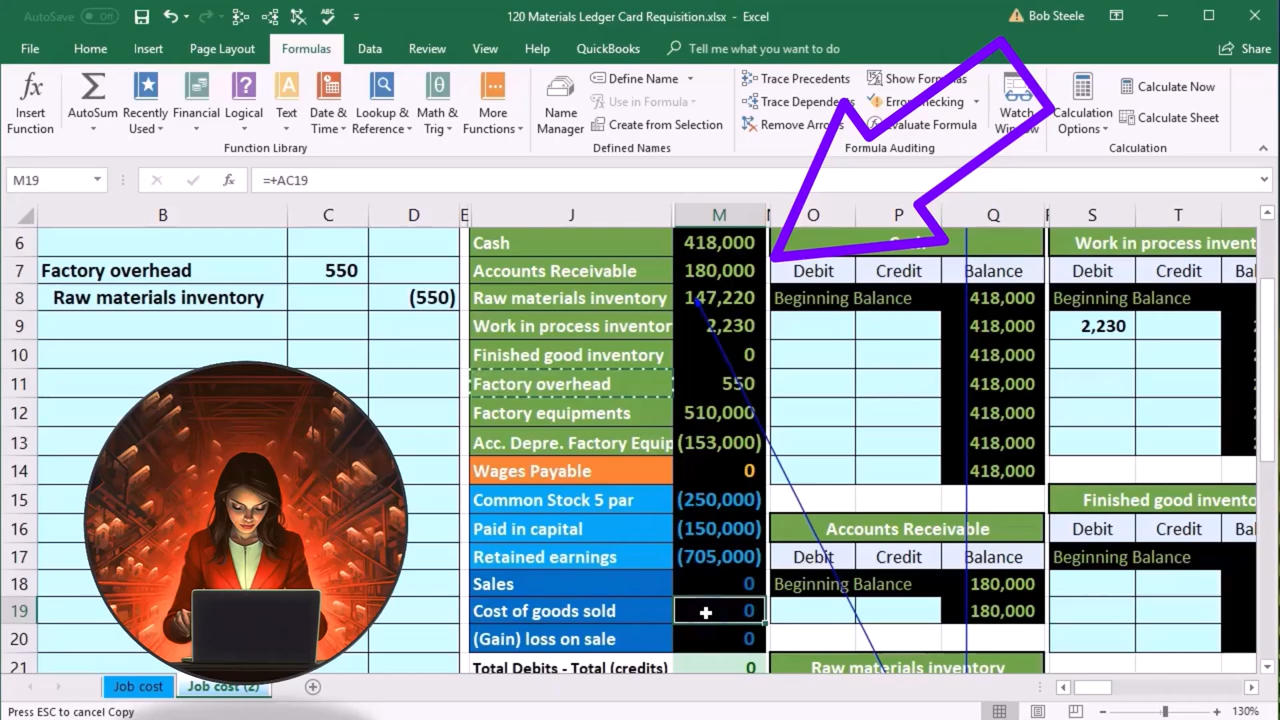 AutoSave Off 120 Materials Ledger Card Requisition.xlsx - Excel Bob Steele
File Home Insert Page Layout Formulas Data Review View Help QuickBooks Tell me what you want to do Share
fx Insert Function
AutoSum
Recently Used
Financial
Logical
Text
Date & Time
Lookup & Reference
Math & Trig
More Functions
Function Library
Name Manager
Define Name
Use in Formula
Create from Selection
Defined Names
Trace Precedents
Trace Dependents
Remove Arrows
Show Formulas
Error Checking
Evaluate Formula
Formula Auditing
Watch Window
Calculation Options
Calculate Now
Calculate Sheet
Calculation
M19 fx =+AC19
B C D E J M O P Q S T
6 Cash 418,000 Work in process invent
7 Factory overhead 550 Accounts Receivable 180,000 Debit Credit Balance Debit Credit Bal
8 Raw materials inventory (550) Raw materials inventory 147,220 Beginning Balance 418,000 Beginning Balance
9 Work in process inventor 2,230 418,000 2,230
10 Finished good inventory 0 418,000
11 Factory overhead 550 418,000
12 Factory equipments 510,000 418,000
13 Acc. Depre. Factory Equip (153,000) 418,000
14 Wages Payable 0 418,000
15 Common Stock 5 par (250,000) Finished good invento
16 Paid in capital (150,000) Accounts Receivable Debit Credit Bal
17 Retained earnings (705,000) Debit Credit Balance Beginning Balance
18 Sales 0 Beginning Balance 180,000
19 Cost of goods sold 0 180,000
20 (Gain) loss on sale 0
21 Total Debits - Total (credits) 0 Raw materials inventory
Job cost Job cost (2)
Press ESC to cancel Copy 130%